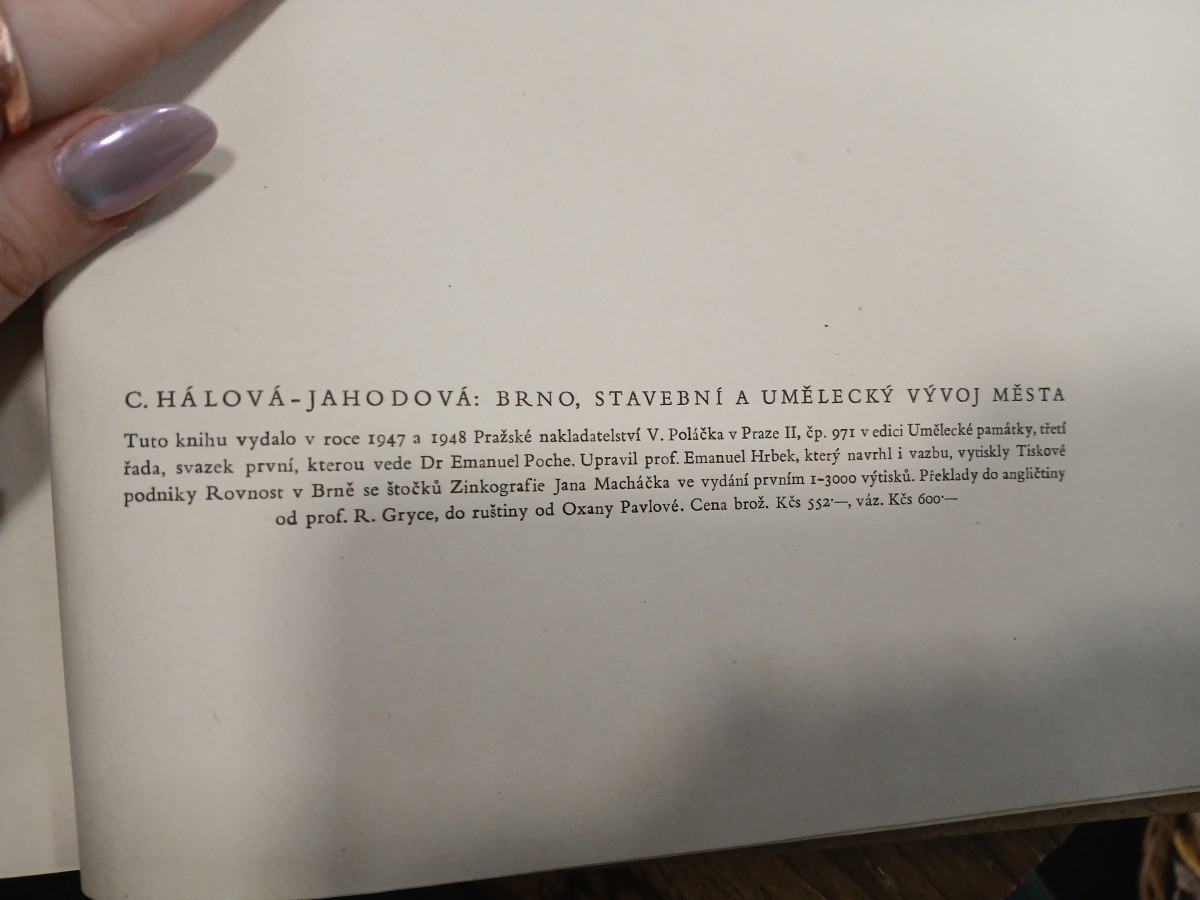 C. HÁLOVÁ-JAHODOVÁ: BRNO, STAVEBNÍ A UMĚLECKÝ VÝVOJ MĚSTA
Tuto knihu vydalo v roce 1947 a 1948 Pražské nakladatelství V. Poláčka v Praze II, čp. 971 v edici Umělecké památky, třetí
řada, svazek první, kterou vede Dr Emanuel Poche. Upravil prof. Emanuel Hrbek, který navrhl i vazbu, vytiskly Tiskové
podniky Rovnost v Brně se štočků Zinkografie Jana Macháčka ve vydání prvním 1-3000 výtisků. Překlady do angličtiny
od prof. R. Gryce, do ruštiny od Oxany Pavlové. Cena brož. Kčs 552·—, váz. Kčs 600·—